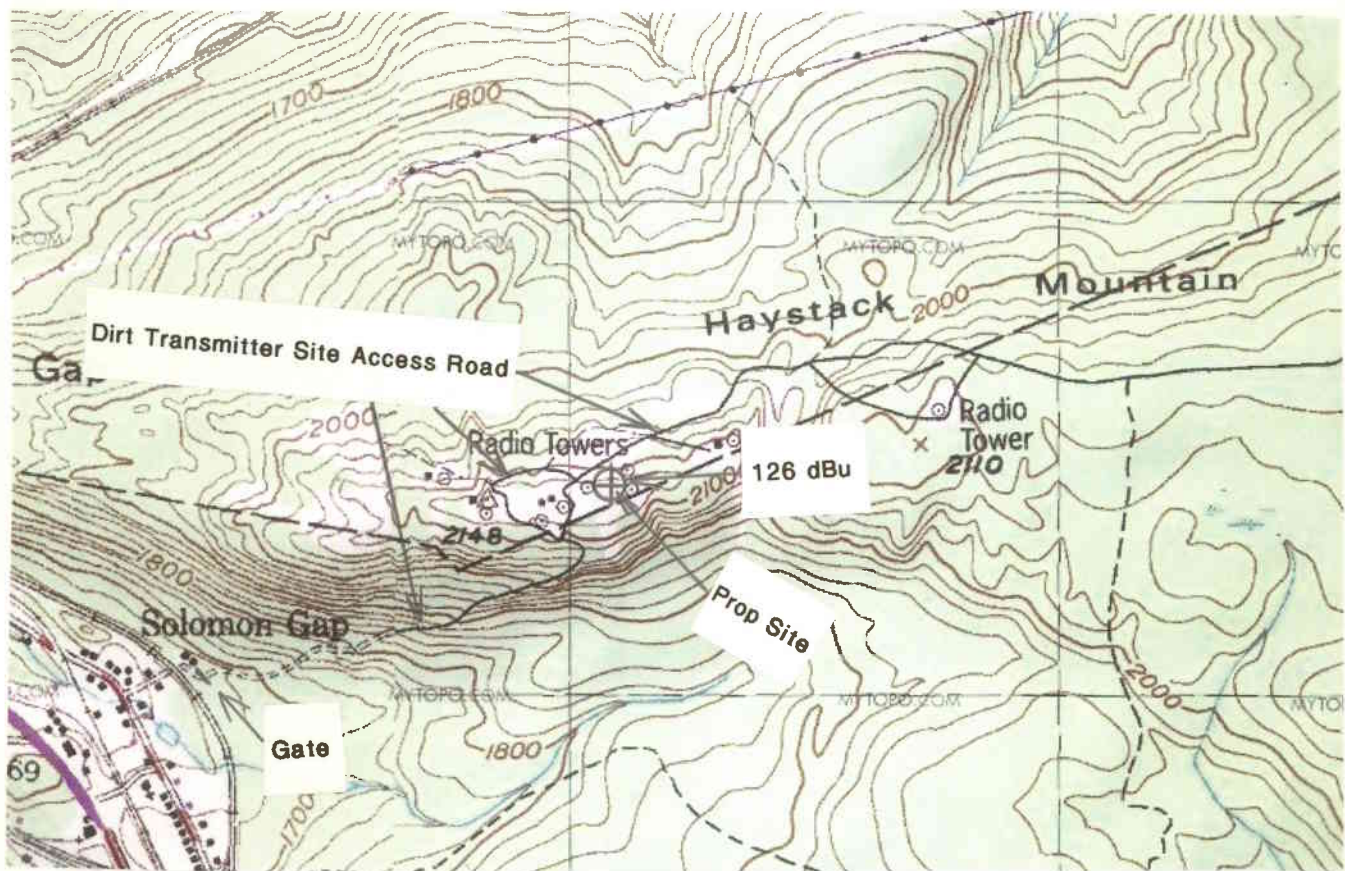 1700
1800
MYTOPO.COM
MYTOPO.COM
Haystack
Mountain
2000
Dirt Transmitter Site Access Road
Gap
2000
Radio Towers
Radio
Tower
2110
2100
126 dBu
2148
1800
Solomon Gap
Prop Site
2000
MYTOPO.COM
MYTOPO.COM
Gate
1800
69
1700